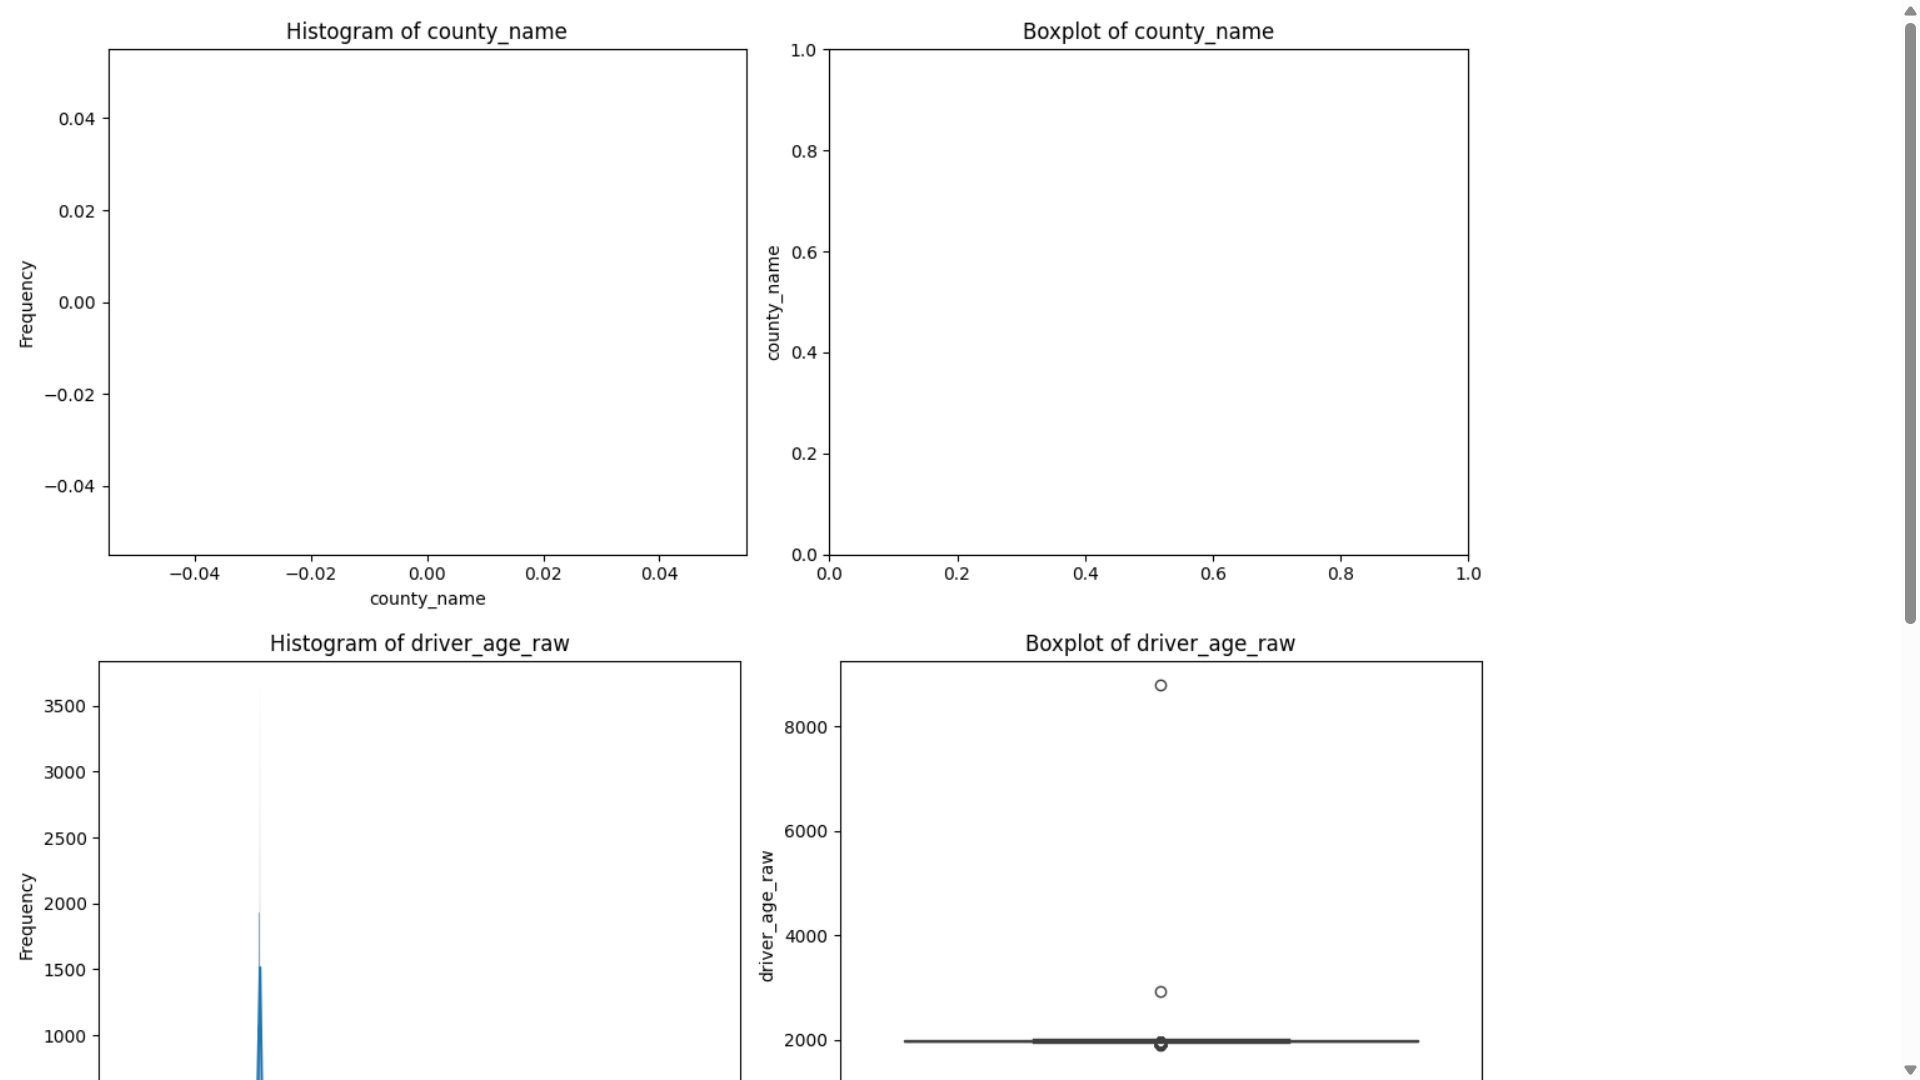 Histogram of county_name
Frequency
0.04
0.02
0.00
−0.02
−0.04
−0.04 −0.02 0.00 0.02 0.04
county_name
Boxplot of county_name
county_name
1.0
0.8
0.6
0.4
0.2
0.0
0.0 0.2 0.4 0.6 0.8 1.0
Histogram of driver_age_raw
Frequency
3500
3000
2500
2000
1500
1000
Boxplot of driver_age_raw
driver_age_raw
8000
6000
4000
2000